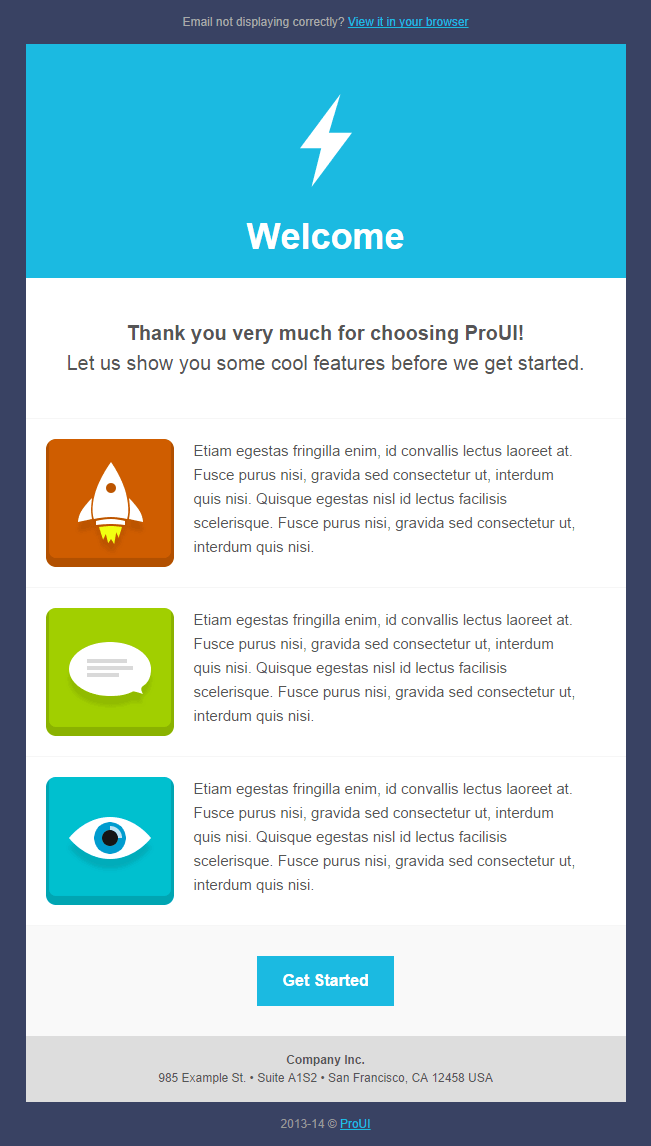 Email not displaying correctly? View it in your browser
Welcome
Thank you very much for choosing ProUI!
Let us show you some cool features before we get started.
Etiam egestas fringilla enim, id convallis lectus laoreet at.
Fusce purus nisi, gravida sed consectetur ut, interdum
quis nisi. Quisque egestas nisl id lectus facilisis
scelerisque. Fusce purus nisi, gravida sed consectetur ut,
interdum quis nisi.
Etiam egestas fringilla enim, id convallis lectus laoreet at.
Fusce purus nisi, gravida sed consectetur ut, interdum
quis nisi. Quisque egestas nisl id lectus facilisis
scelerisque. Fusce purus nisi, gravida sed consectetur ut,
interdum quis nisi.
Etiam egestas fringilla enim, id convallis lectus laoreet at.
Fusce purus nisi, gravida sed consectetur ut, interdum
quis nisi. Quisque egestas nisl id lectus facilisis
scelerisque. Fusce purus nisi, gravida sed consectetur ut,
interdum quis nisi.
Get Started
Company Inc.
985 Example St. • Suite A1S2 • San Francisco, CA 12458 USA
2013-14 © ProUI